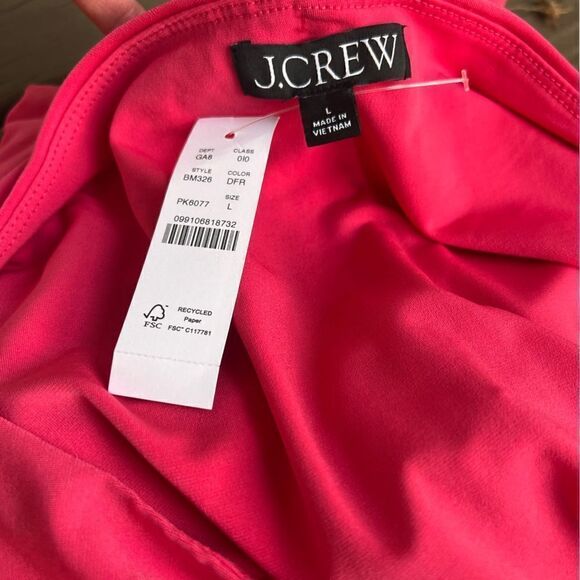 J.CREW
L
MADE IN
VIETNAM
DEPT CLASS
GA8 010
STYLE COLOR
BM326 DFR
SIZE
PK6077 L
099106818732
FSC
RECYCLED
Paper
FSC™ C117781